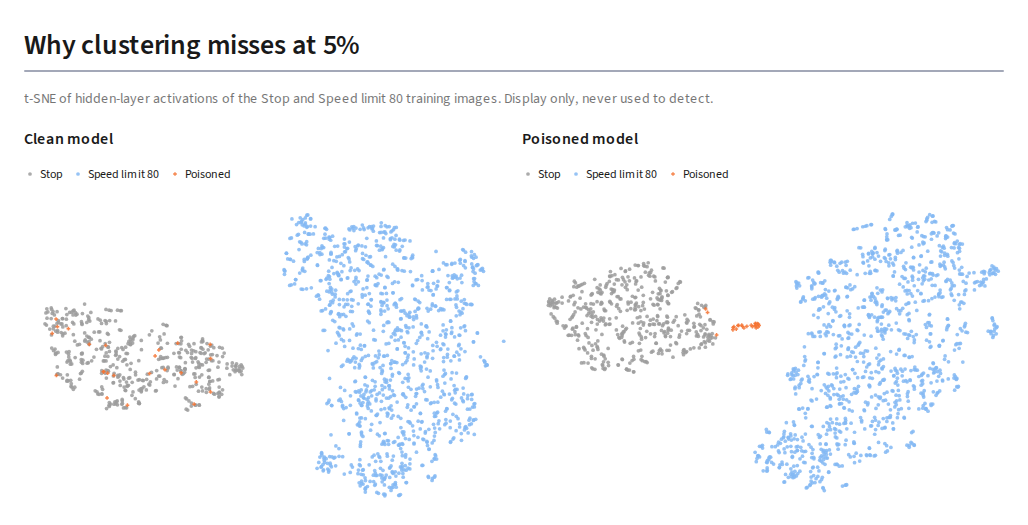 Why clustering misses at 5%
t-SNE of hidden-layer activations of the Stop and Speed limit 80 training images. Display only, never used to detect.
Clean model
Stop Speed limit 80 Poisoned
Poisoned model
Stop Speed limit 80 Poisoned